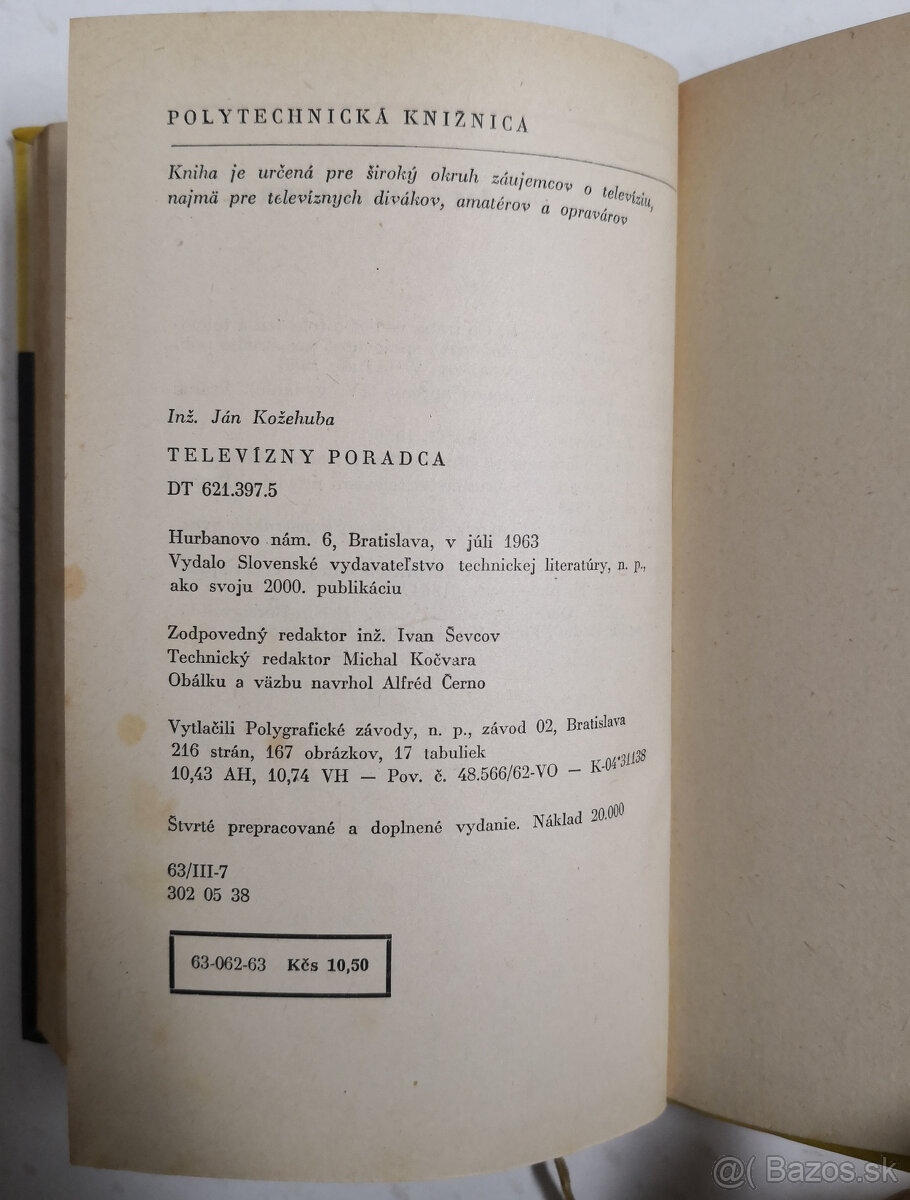 POLYTECHNICKÁ KNIŽNICA
Kniha je určená pre široký okruh záujemcov o televíziu,
najmä pre televíznych divákov, amatérov a opravárov
Inž. Ján Kožehuba
TELEVÍZNY PORADCA
DT 621.397.5
Hurbanovo nám. 6, Bratislava, v júli 1963
Vydalo Slovenské vydavateľstvo technickej literatúry, n. p.,
ako svoju 2000. publikáciu
Zodpovedný redaktor inž. Ivan Ševcov
Technický redaktor Michal Kočvara
Obálku a väzbu navrhol Alfréd Černo
Vytlačili Polygrafické závody, n. p., závod 02, Bratislava
216 strán, 167 obrázkov, 17 tabuliek
10,43 AH, 10,74 VH — Pov. č. 48.566/62-VO — K-04*31138
Štvrté prepracované a doplnené vydanie. Náklad 20.000
63/III-7
302 05 38
63-062-63 Kčs 10,50
@( Bazos.sk